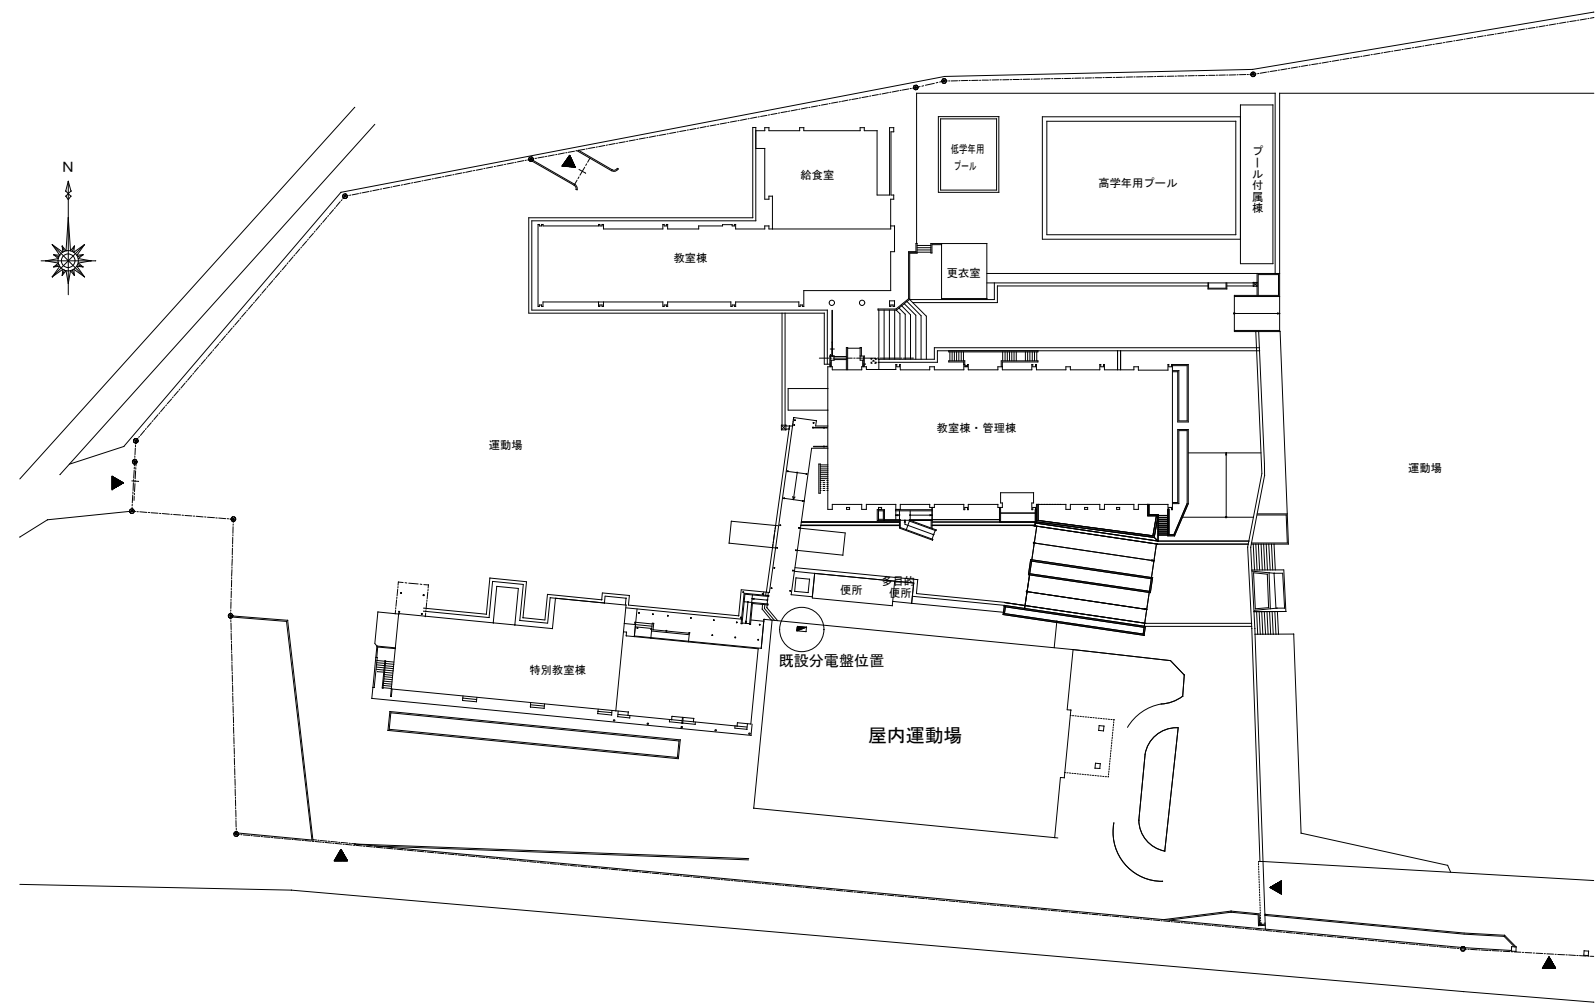 N
低学年用
プール
高学年用プール
プール付属棟
給食室
教室棟
更衣室
運動場
教室棟・管理棟
運動場
便所
多目的
便所
既設分電盤位置
特別教室棟
屋内運動場